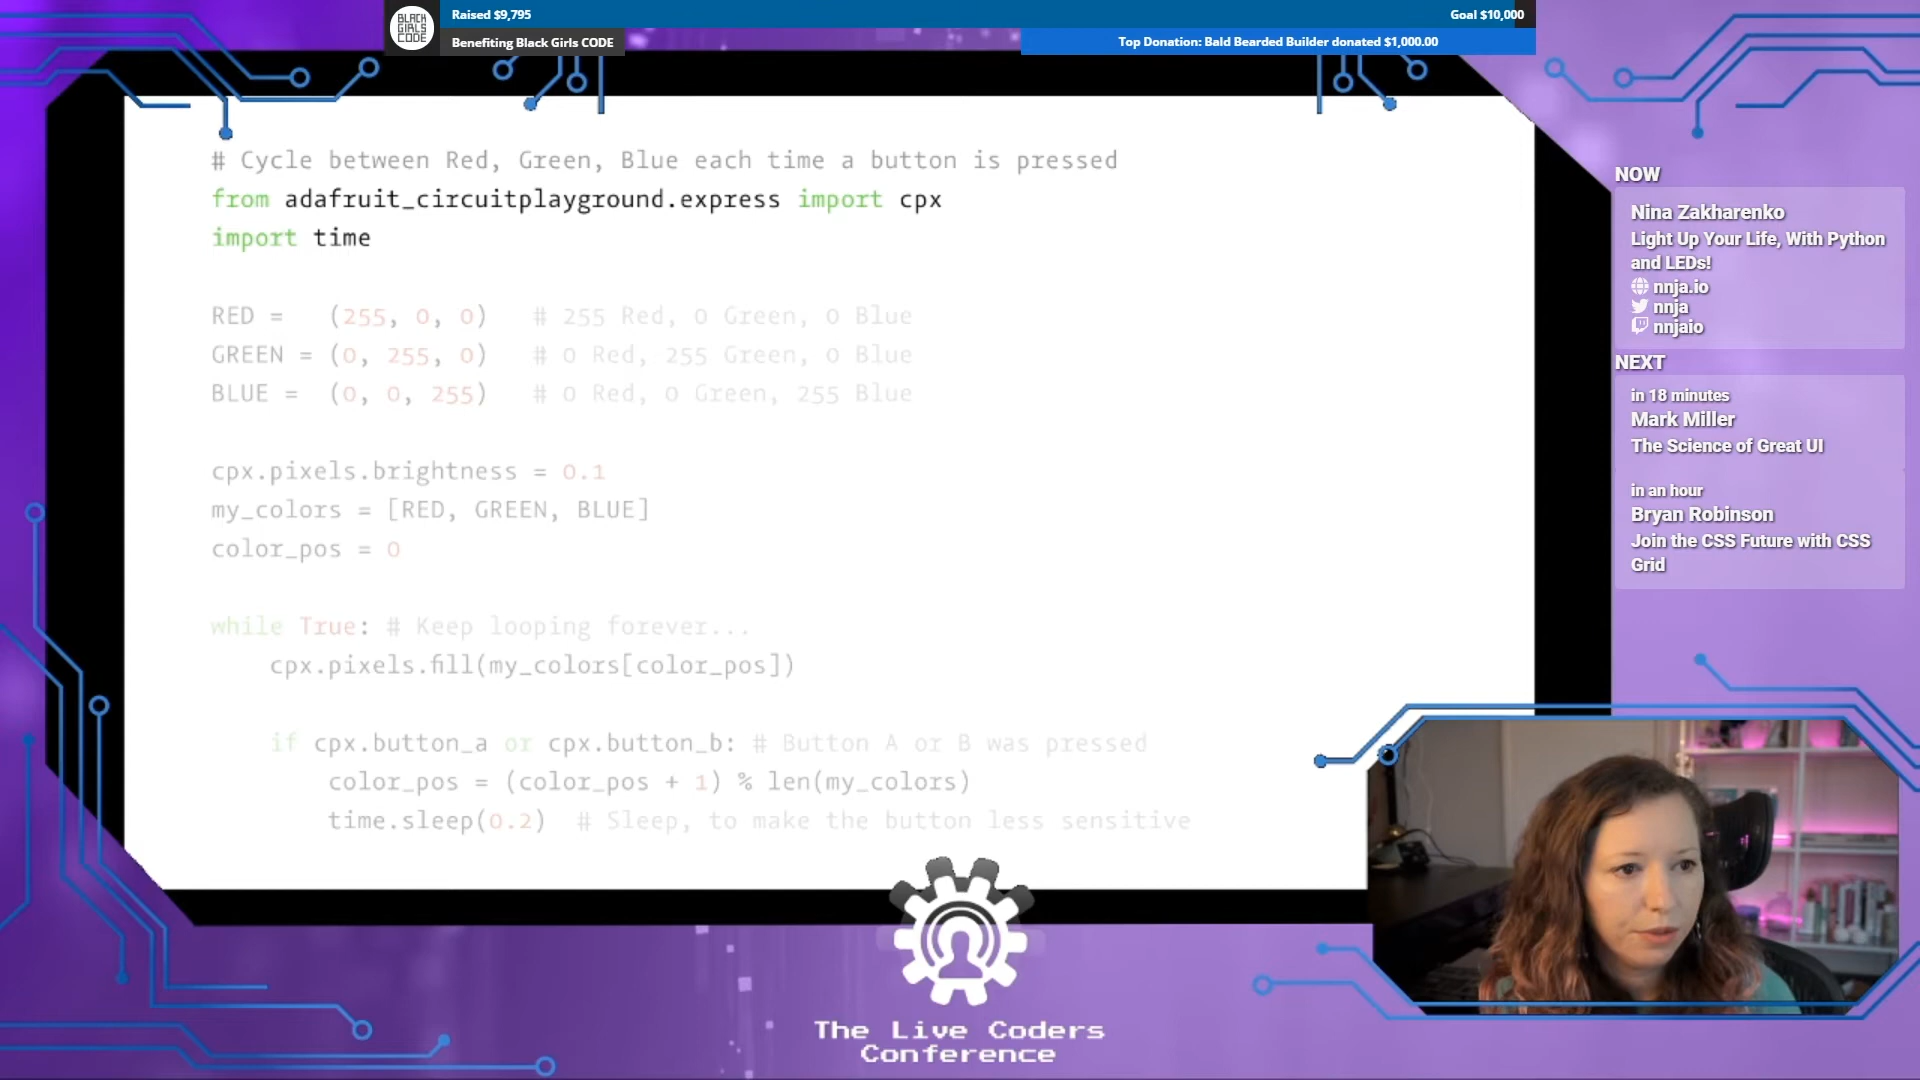 BLACK
GIRLS
CODE
Raised $9,795
Goal $10,000
Benefiting Black Girls CODE
Top Donation: Bald Bearded Builder donated $1,000.00
# Cycle between Red, Green, Blue each time a button is pressed
from adafruit_circuitplayground.express import cpx
import time
RED =   (255, 0, 0)   # 255 Red, 0 Green, 0 Blue
GREEN = (0, 255, 0)   # 0 Red, 255 Green, 0 Blue
BLUE =  (0, 0, 255)   # 0 Red, 0 Green, 255 Blue
cpx.pixels.brightness = 0.1
my_colors = [RED, GREEN, BLUE]
color_pos = 0
while True: # Keep looping forever...
    cpx.pixels.fill(my_colors[color_pos])
    if cpx.button_a or cpx.button_b: # Button A or B was pressed
        color_pos = (color_pos + 1) % len(my_colors)
        time.sleep(0.2)  # Sleep, to make the button less sensitive
NOW
Nina Zakharenko
Light Up Your Life, With Python
and LEDs!
nnja.io
nnja
nnjaio
NEXT
in 18 minutes
Mark Miller
The Science of Great UI
in an hour
Bryan Robinson
Join the CSS Future with CSS
Grid
The Live Coders
Conference